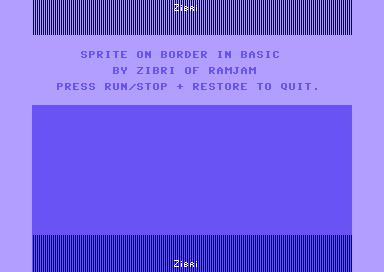 Zibri
SPRITE ON BORDER IN BASIC
BY ZIBRI OF RAMJAM
PRESS RUN/STOP + RESTORE TO QUIT.
Zibri